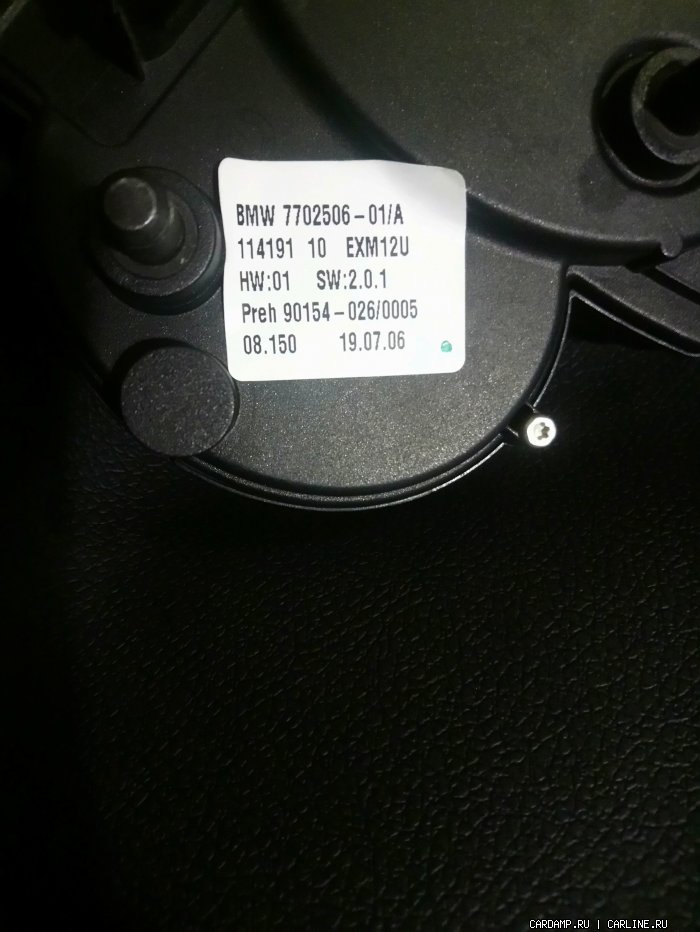 BMW 7702506-01/A
114191 10 EXM12U
HW:01 SW:2.0.1
Preh 90154-026/0005
08.150 19.07.06
CARDAMP.RU | CARLINE.RU